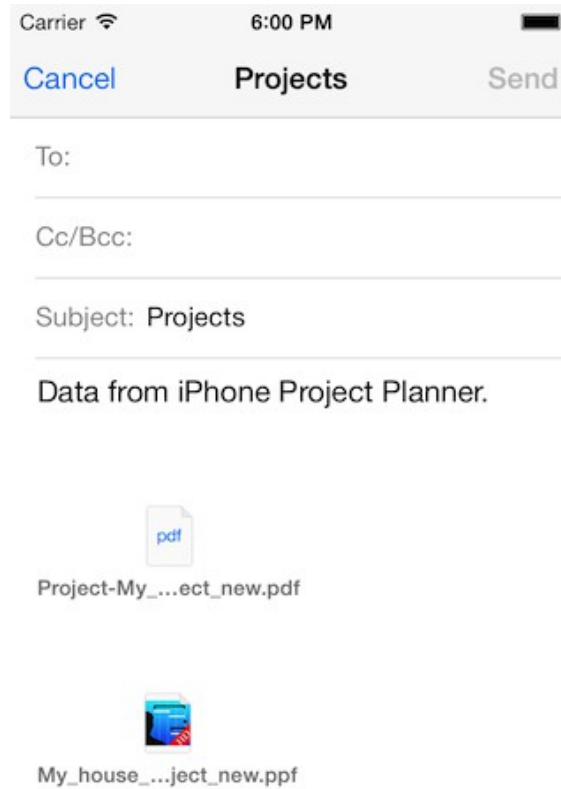 Carrier 6:00 PM
Cancel Projects Send
To:
Cc/Bcc:
Subject: Projects
Data from iPhone Project Planner.
pdf
Project-My_...ect_new.pdf
HD
My_house_...ject_new.ppf